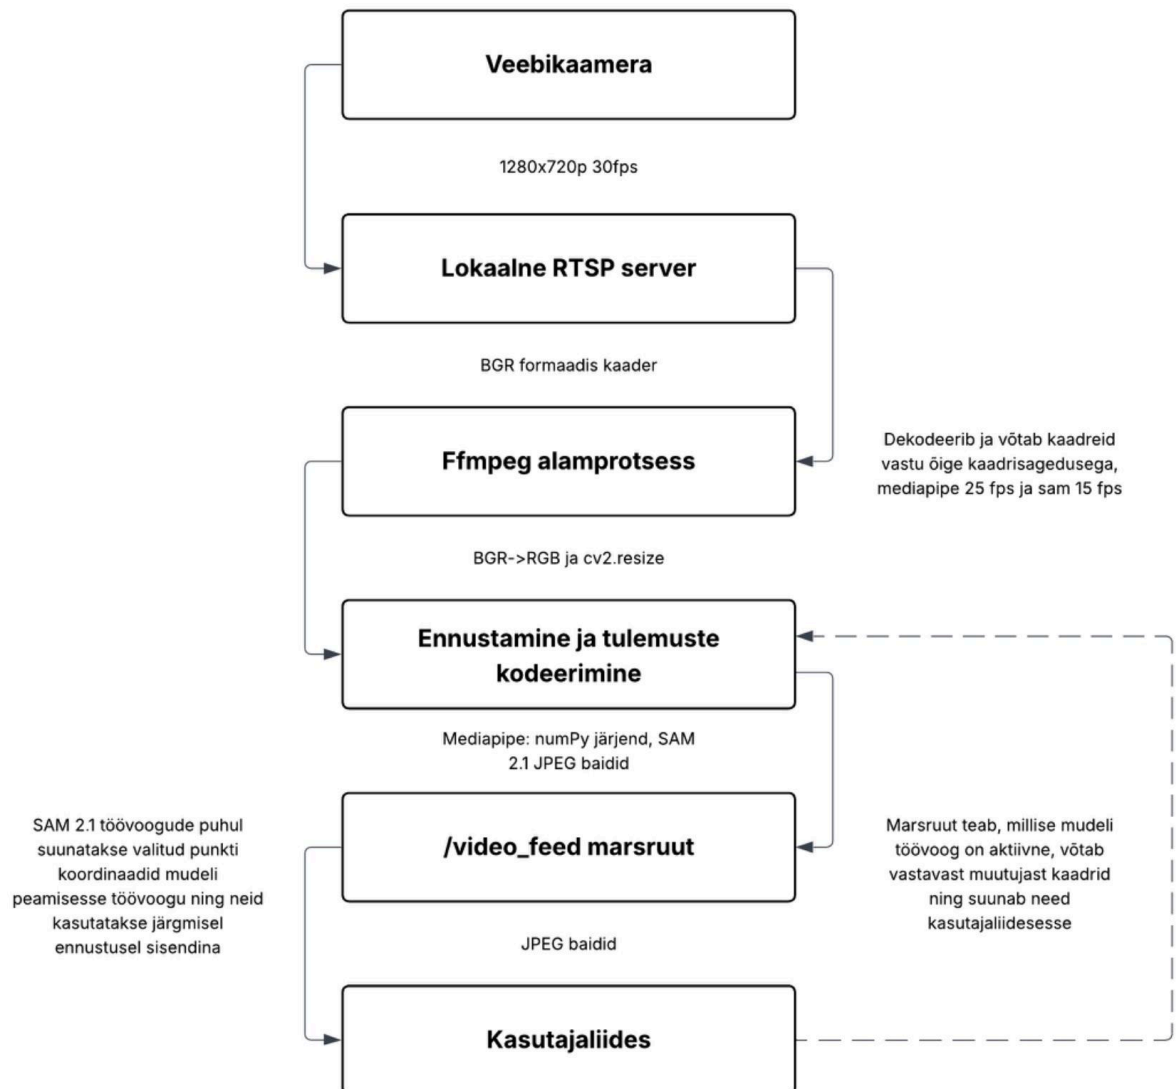 Veebikaamera
1280x720p 30fps
Lokaalne RTSP server
BGR formaadis kaader
Ffmpeg alamprotsess
Dekodeerib ja võtab kaadreid
vastu õige kaadrisagedusega,
mediapipe 25 fps ja sam 15 fps
BGR->RGB ja cv2.resize
Ennustamine ja tulemuste
kodeerimine
Mediapipe: numPy järjend, SAM
2.1 JPEG baidid
SAM 2.1 töövoogude puhul
suunatakse valitud punkti
koordinaadid mudeli
peamisesse töövoogu ning neid
kasutatakse järgmisel
ennustusel sisendina
/video_feed marsruut
Marsruut teab, millise mudeli
töövoog on aktiivne, võtab
vastavast muutujast kaadrid
ning suunab need
kasutajaliidesesse
JPEG baidid
Kasutajaliides